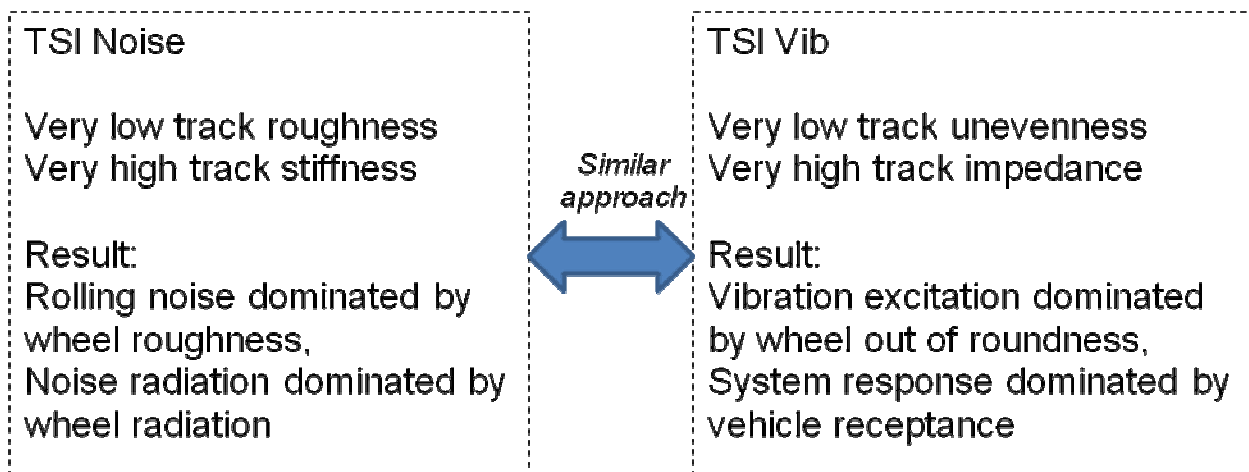 TSI Noise
Very low track roughness
Very high track stiffness
Result:
Rolling noise dominated by
wheel roughness,
Noise radiation dominated by
wheel radiation
Similar
approach
TSI Vib
Very low track unevenness
Very high track impedance
Result:
Vibration excitation dominated
by wheel out of roundness,
System response dominated by
vehicle receptance